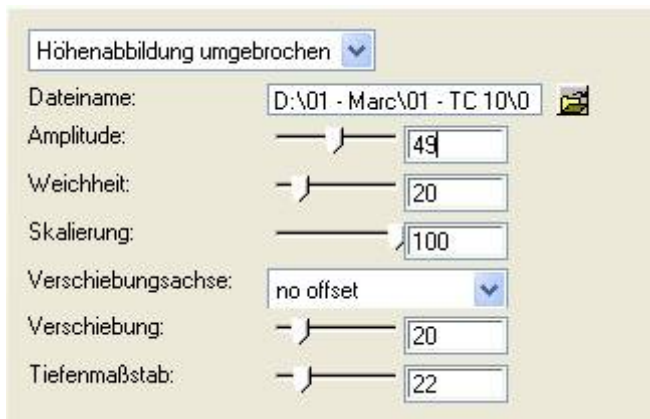 Höhenabbildung umgebrochen
Dateiname: D:\01 - Marc\01 - TC 10\0
Amplitude: 49
Weichheit: 20
Skalierung: 100
Verschiebungsachse: no offset
Verschiebung: 20
Tiefenmaßstab: 22